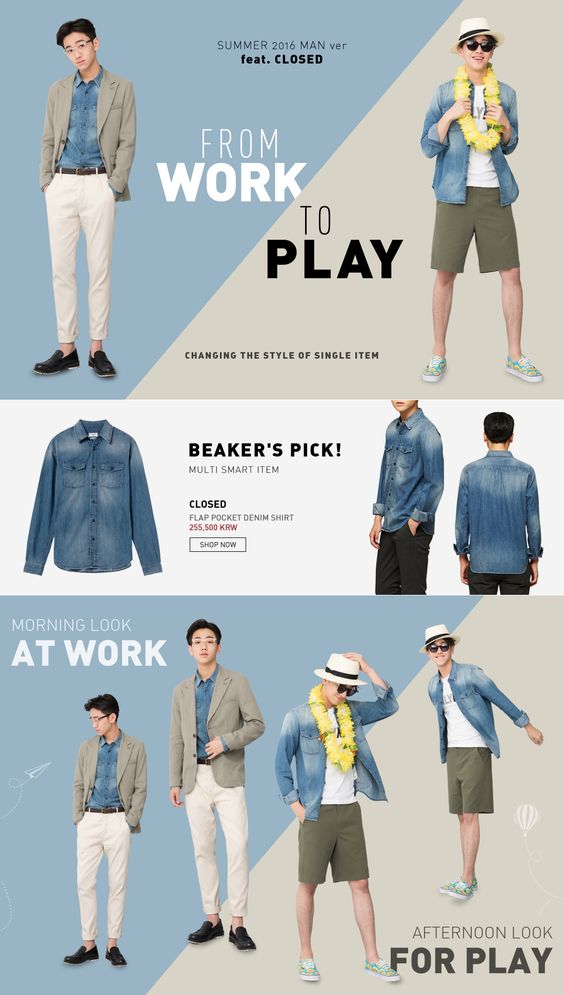 SUMMER 2016 MAN ver
feat. CLOSED
FROM
WORK
TO
PLAY
CHANGING THE STYLE OF SINGLE ITEM
BEAKER'S PICK!
MULTI SMART ITEM
CLOSED
FLAP POCKET DENIM SHIRT
255,500 KRW
SHOP NOW
MORNING LOOK
AT WORK
AFTERNOON LOOK
FOR PLAY